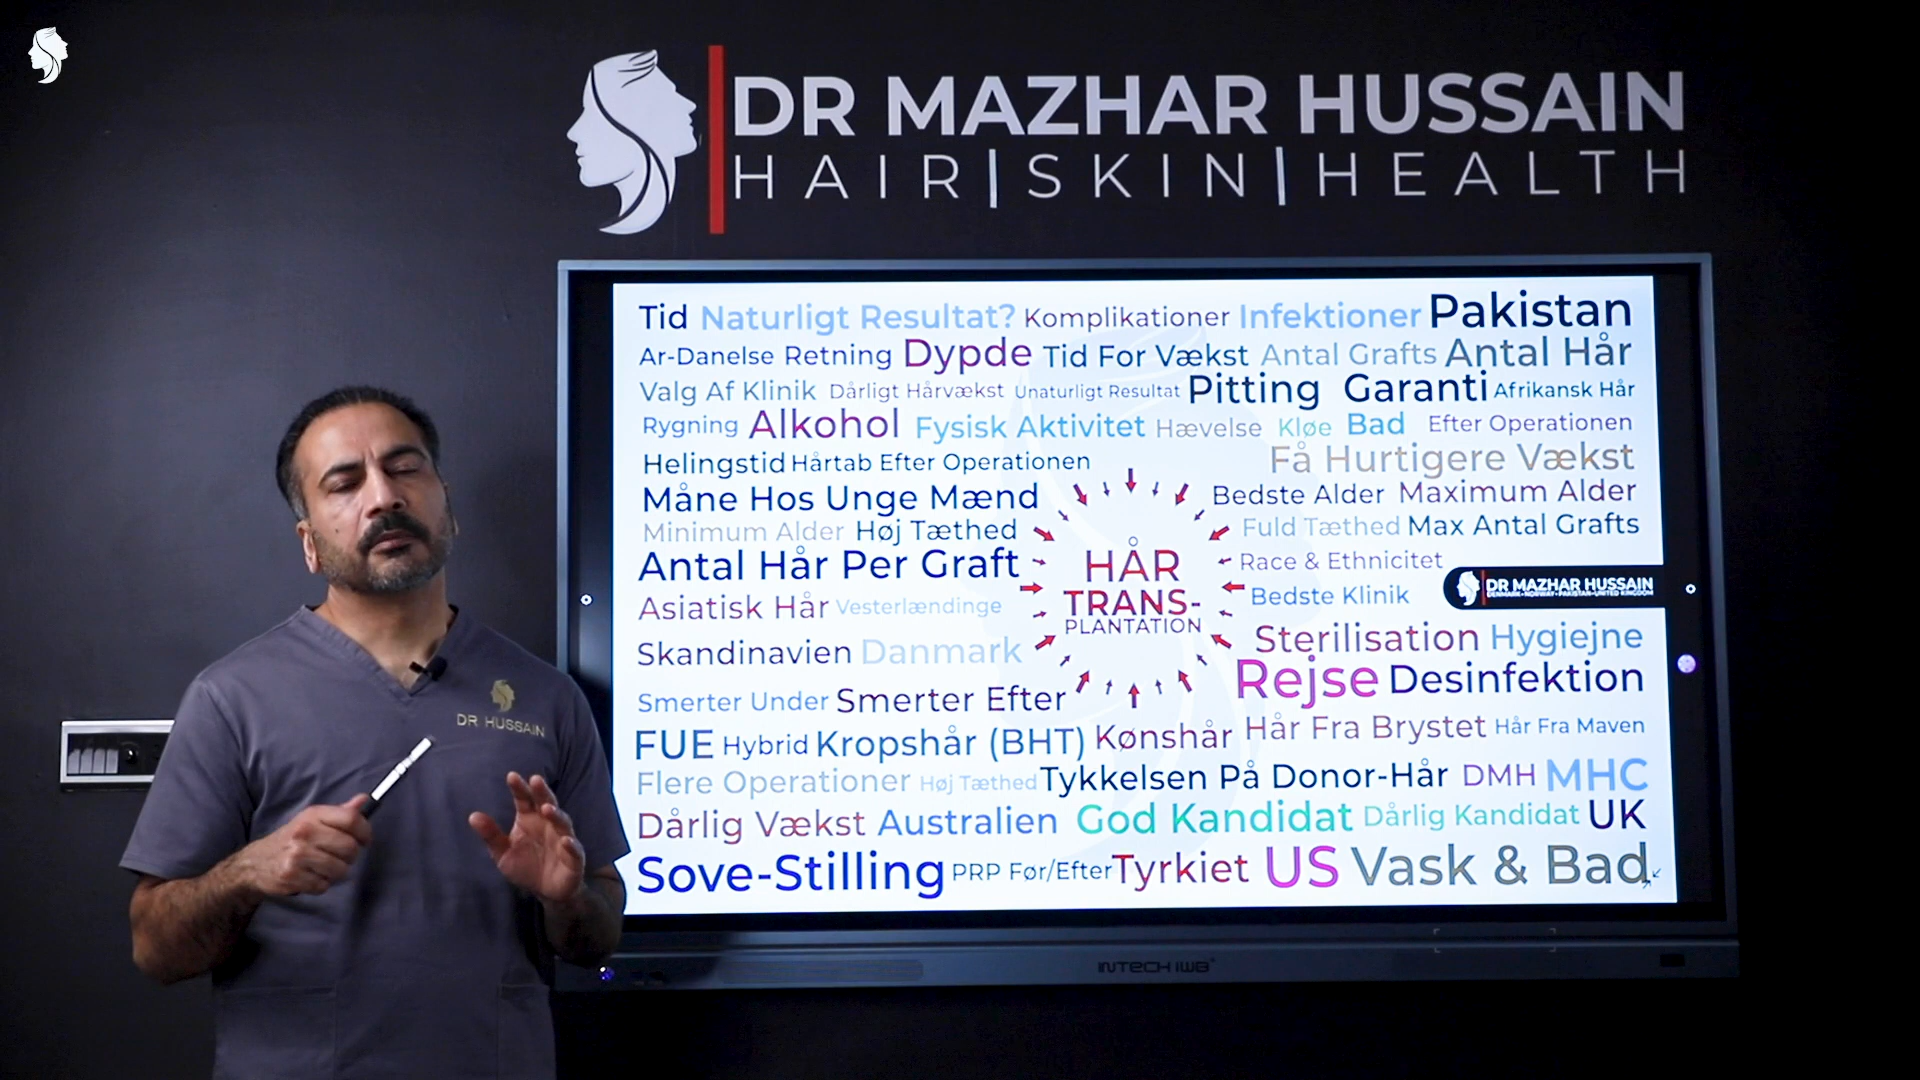 DR MAZHAR HUSSAIN
HAIR|SKIN|HEALTH
Tid Naturligt Resultat? Komplikationer Infektioner Pakistan
Ar-Danelse Retning Dypde Tid For Vækst Antal Grafts Antal Hår
Valg Af Klinik Dårligt Hårvækst Unaturligt Resultat Pitting Garanti Afrikansk Hår
Rygning Alkohol Fysisk Aktivitet Hævelse Kløe Bad Efter Operationen
Helingstid Hårtab Efter Operationen Få Hurtigere Vækst
Måne Hos Unge Mænd Bedste Alder Maximum Alder
Minimum Alder Høj Tæthed Fuld Tæthed Max Antal Grafts
Antal Hår Per Graft HÅR Race & Ethnicitet
DR MAZHAR HUSSAIN
DENMARK•NORWAY•PAKISTAN•UNITED KINGDOM
Asiatisk Hår Vesterlændinge TRANS- Bedste Klinik
PLANTATION
Skandinavien Danmark Sterilisation Hygiejne
Smerter Under Smerter Efter Rejse Desinfektion
FUE Hybrid Kropshår (BHT) Kønshår Hår Fra Brystet Hår Fra Maven
Flere Operationer Høj Tæthed Tykkelsen På Donor-Hår DMH MHC
Dårlig Vækst Australien God Kandidat Dårlig Kandidat UK
Sove-Stilling PRP Før/Efter Tyrkiet US Vask & Bad
DR HUSSAIN
INTECH IWB